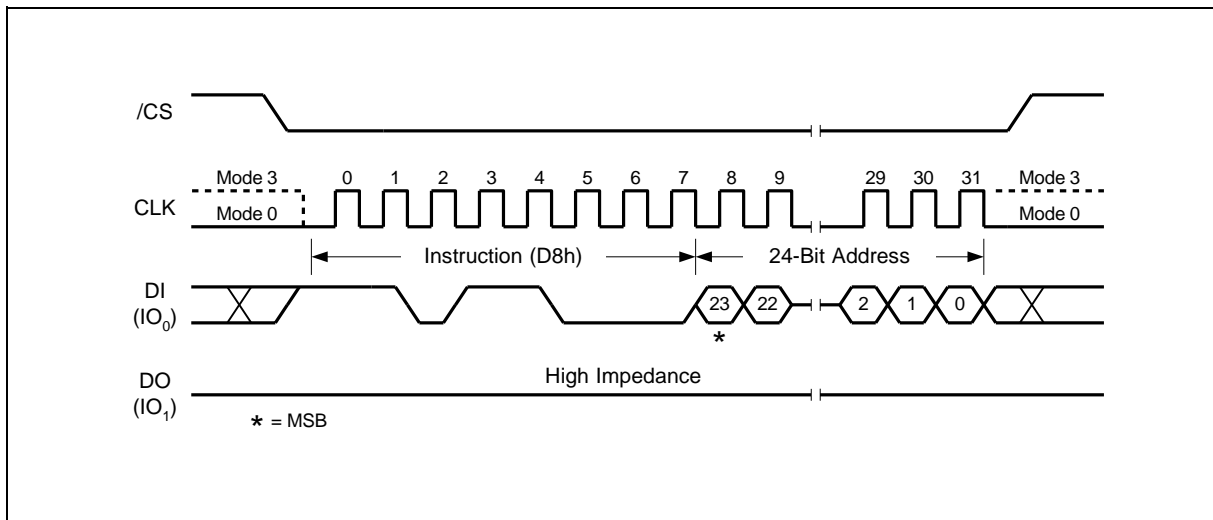 /CS
Mode 3 0 1 2 3 4 5 6 7 8 9 29 30 31 Mode 3
CLK
Mode 0 Mode 0
Instruction (D8h) 24-Bit Address
DI
(IO0)
23 22 2 1 0
*
DO
(IO1)
High Impedance
* = MSB